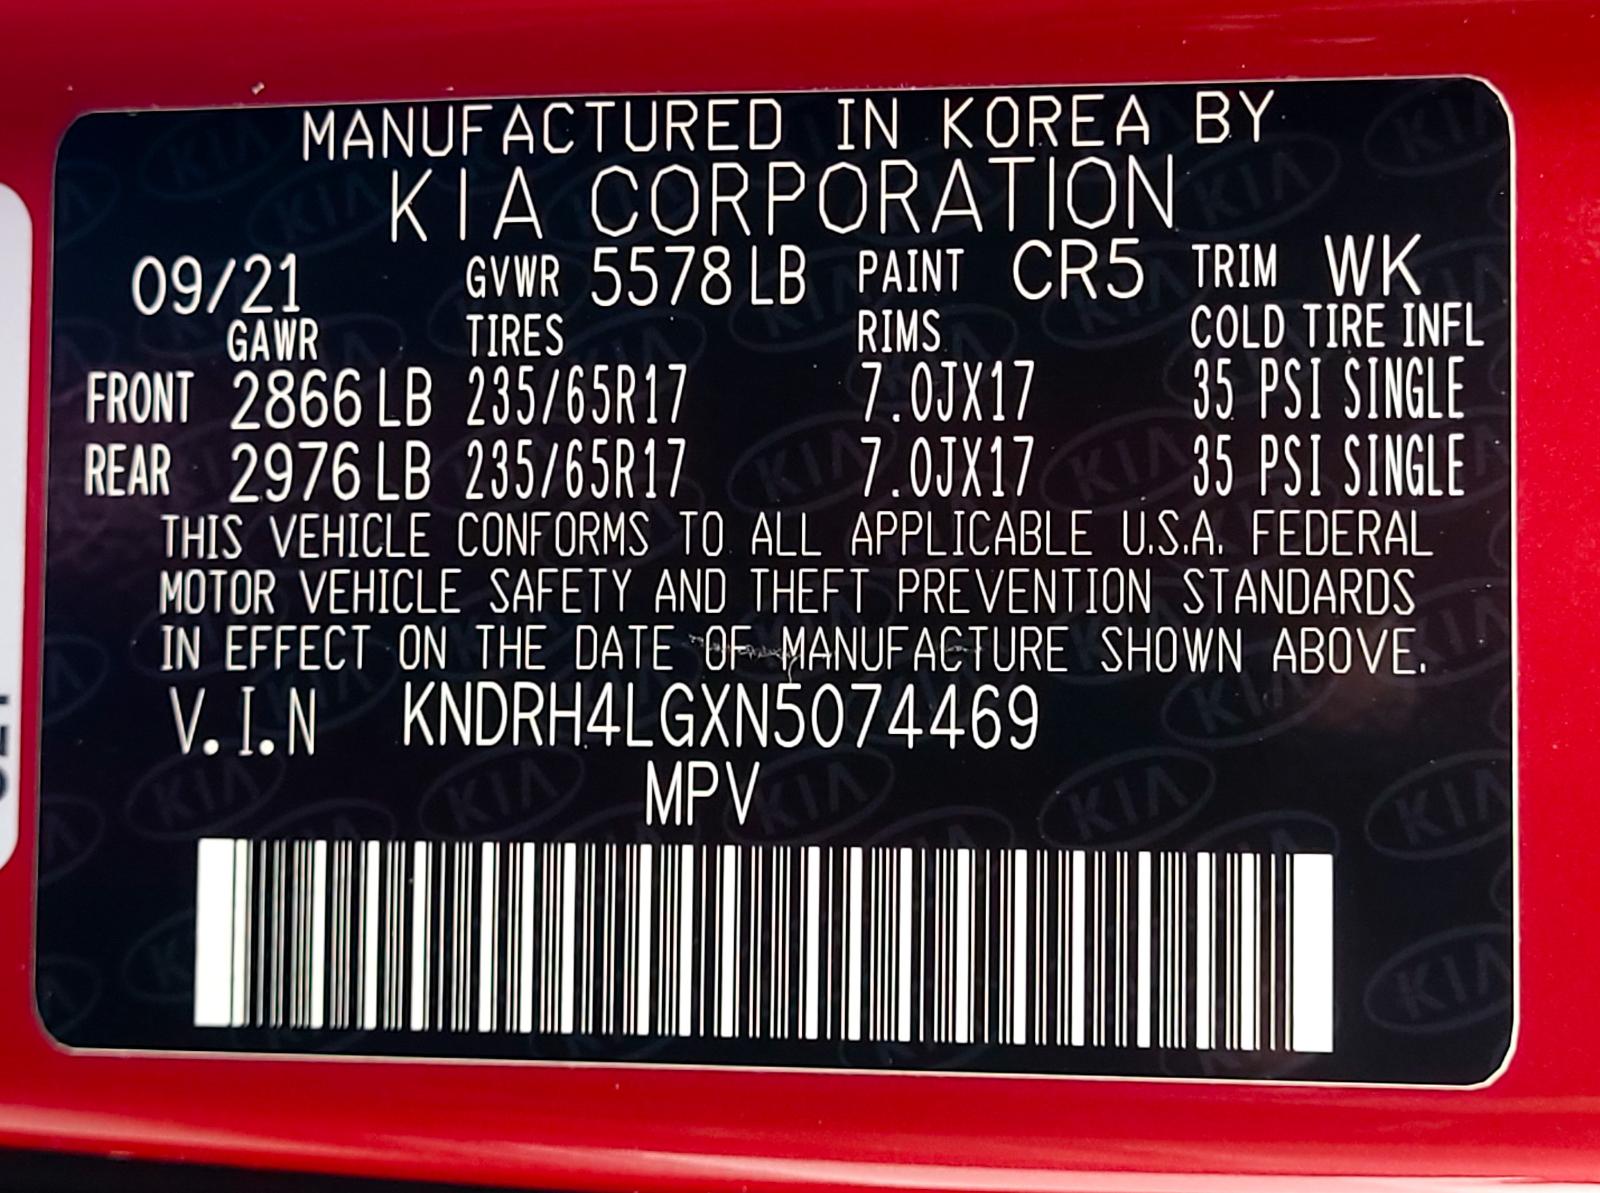 MANUFACTURED IN KOREA BY
KIA CORPORATION
09/21 GVWR 5578 LB PAINT CR5 TRIM WK
GAWR TIRES RIMS COLD TIRE INFL
FRONT 2866 LB 235/65R17 7.0JX17 35 PSI SINGLE
REAR 2976 LB 235/65R17 7.0JX17 35 PSI SINGLE
THIS VEHICLE CONFORMS TO ALL APPLICABLE U.S.A. FEDERAL
MOTOR VEHICLE SAFETY AND THEFT PREVENTION STANDARDS
IN EFFECT ON THE DATE OF MANUFACTURE SHOWN ABOVE.
V.I.N KNDRH4LGXN5074469
MPV